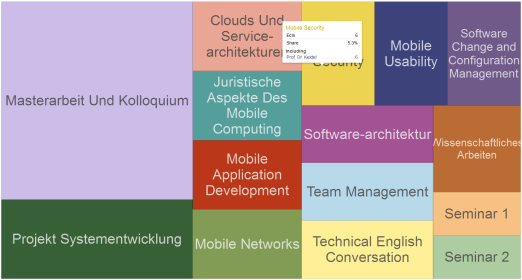 Masterarbeit Und Kolloquium
Projekt Systementwicklung
Clouds Und
Service-
architekturen
Juristische
Aspekte Des
Mobile
Computing
Mobile
Application
Development
Mobile Networks
Mobile Security
Ects 6
Share 5.0%
Including
Prof. Dr. Keidel 6
Security
Mobile
Usability
Software
Change and
Configuration
Management
Software-architektur
Team Management
Technical English
Conversation
Wissenschaftliches
Arbeiten
Seminar 1
Seminar 2